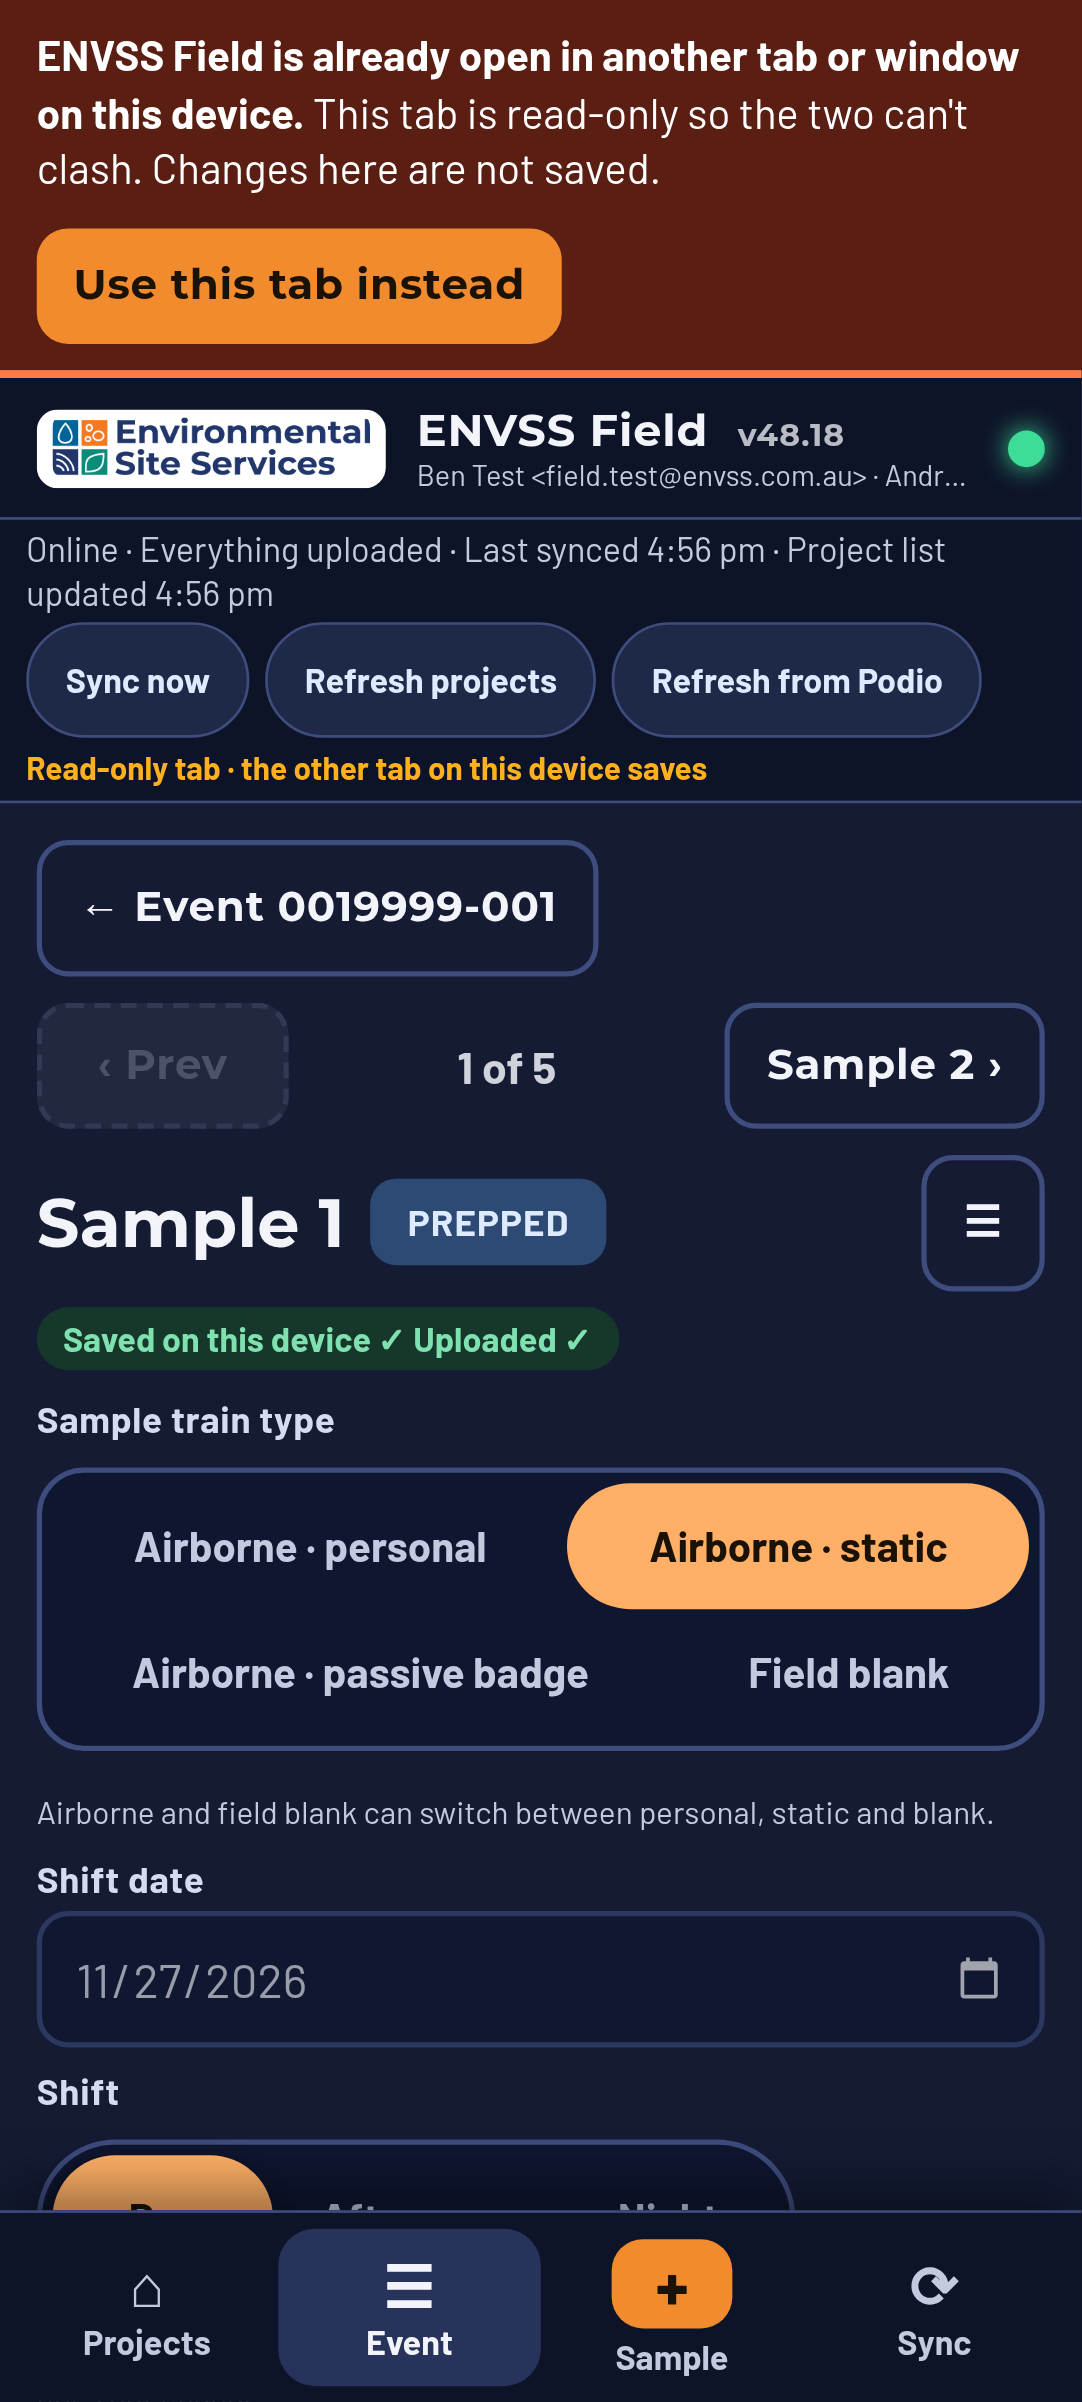 ENVSS Field is already open in another tab or window
on this device. This tab is read-only so the two can't
clash. Changes here are not saved.
Use this tab instead
Environmental
Site Services
ENVSS Field v48.18
Ben Test <field.test@envss.com.au> · Andr...
Online · Everything uploaded · Last synced 4:56 pm · Project list
updated 4:56 pm
Sync now
Refresh projects
Refresh from Podio
Read-only tab · the other tab on this device saves
← Event 0019999-001
‹ Prev
1 of 5
Sample 2 ›
Sample 1
PREPPED
☰
Saved on this device ✓ Uploaded ✓
Sample train type
Airborne · personal
Airborne · static
Airborne · passive badge
Field blank
Airborne and field blank can switch between personal, static and blank.
Shift date
11/27/2026
Shift
Projects
Event
+
Sample
Sync